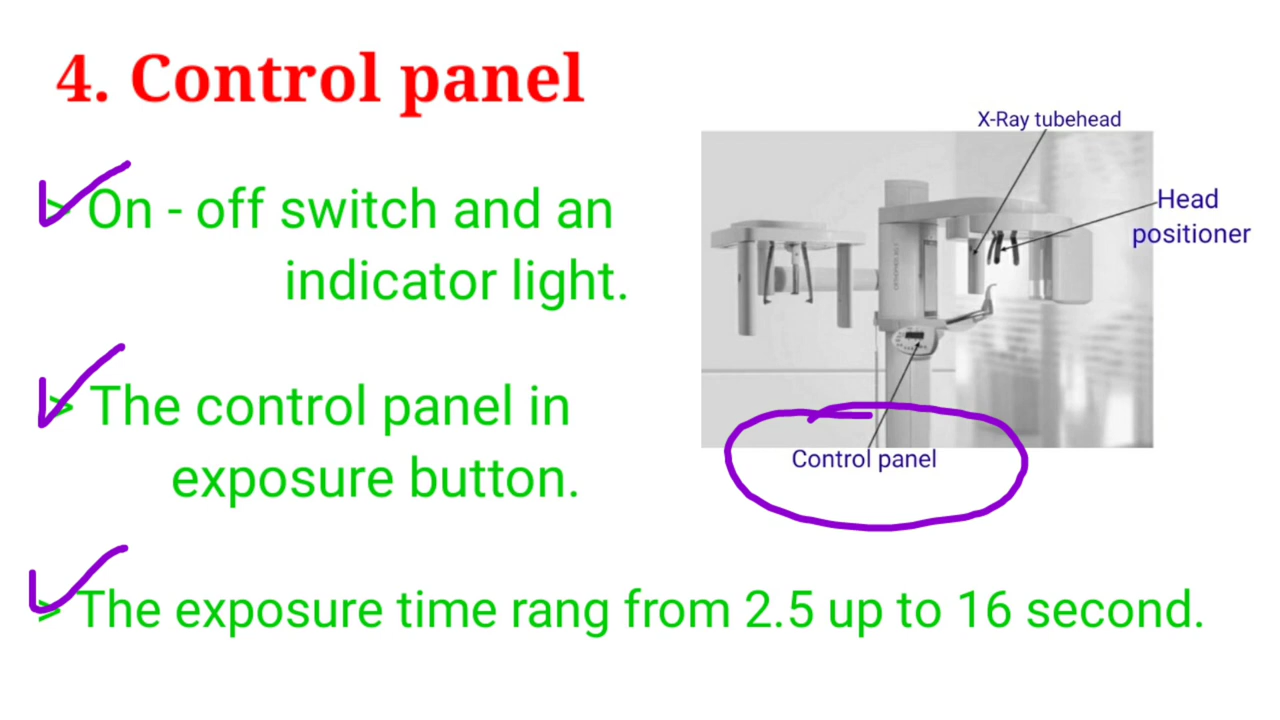 4. Control panel
> On - off switch and an
indicator light.
> The control panel in
exposure button.
> The exposure time rang from 2.5 up to 16 second.
X-Ray tubehead
Head
positioner
Control panel